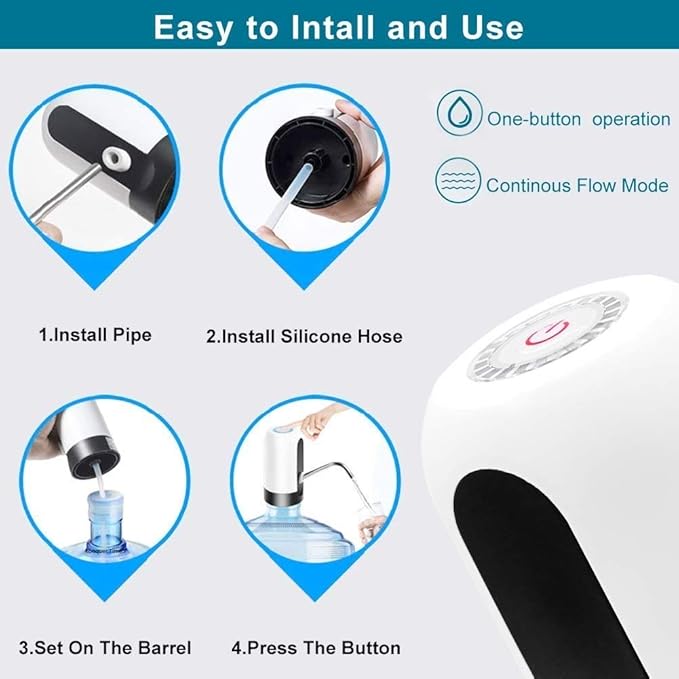 Easy to Intall and Use
One-button operation
Continous Flow Mode
1.Install Pipe
2.Install Silicone Hose
3.Set On The Barrel
4.Press The Button